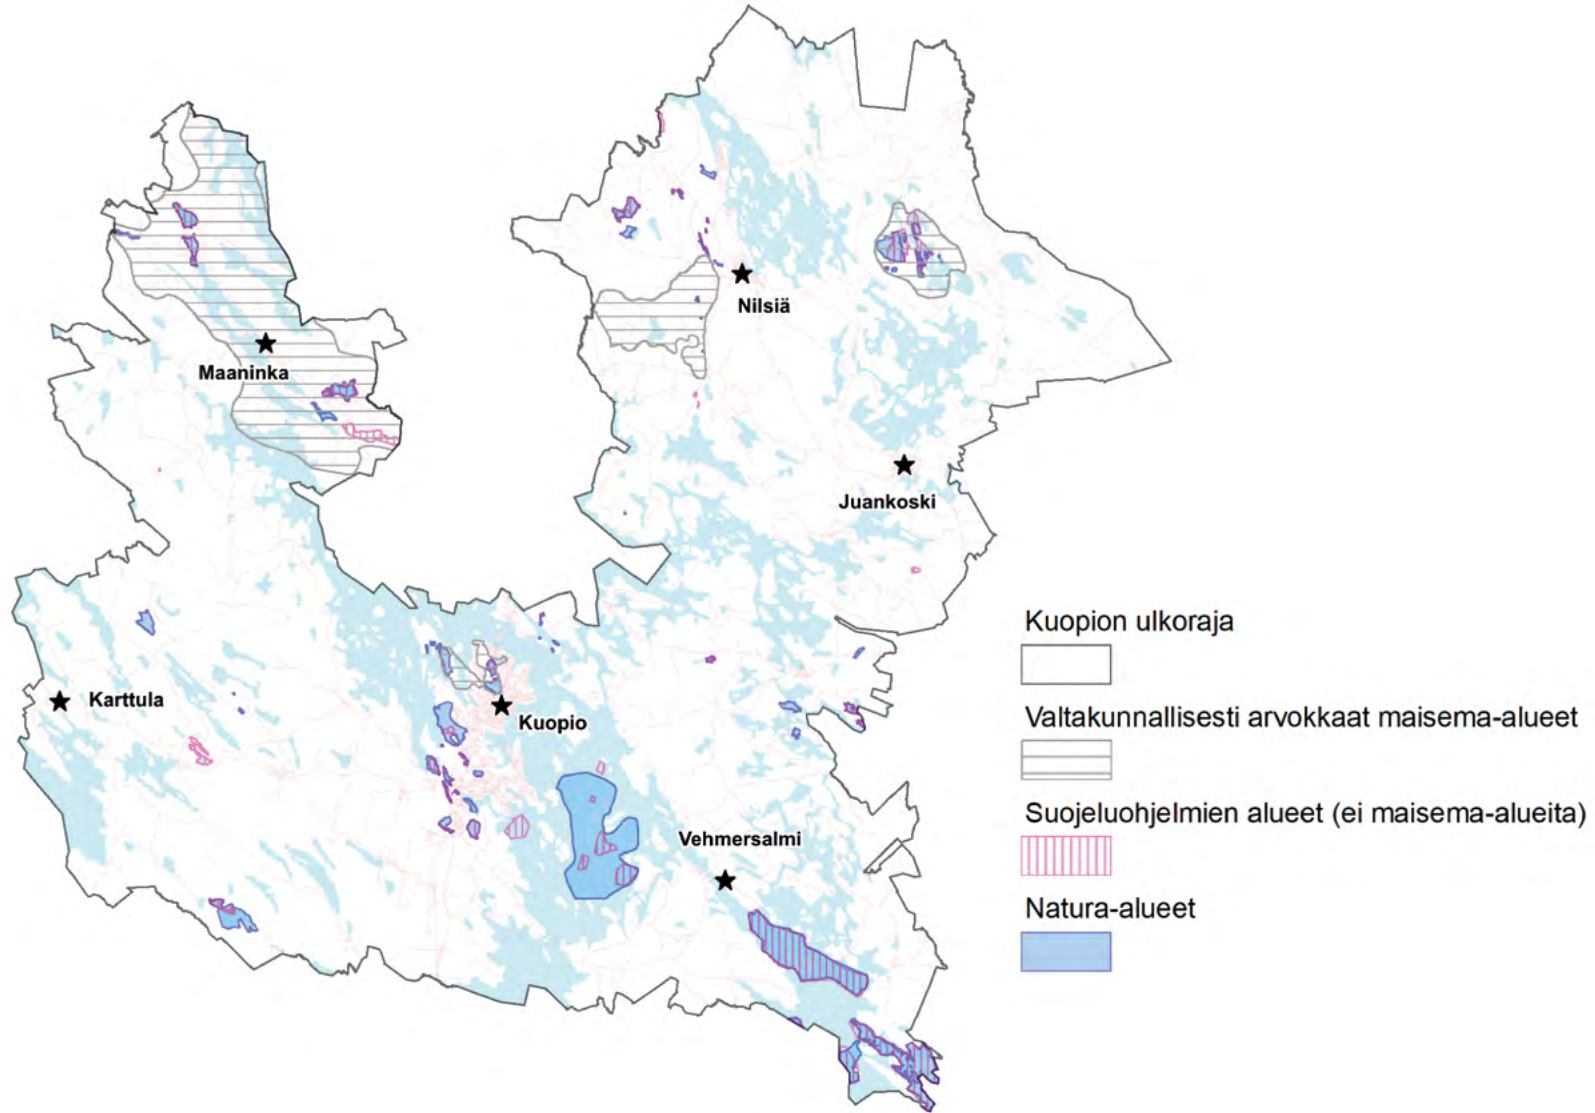 Nilsiä
Maaninka
Juankoski
Karttula
Kuopio
Vehmersalmi
Kuopion ulkoraja
Valtakunnallisesti arvokkaat maisema-alueet
Suojeluohjelmien alueet (ei maisema-alueita)
Natura-alueet